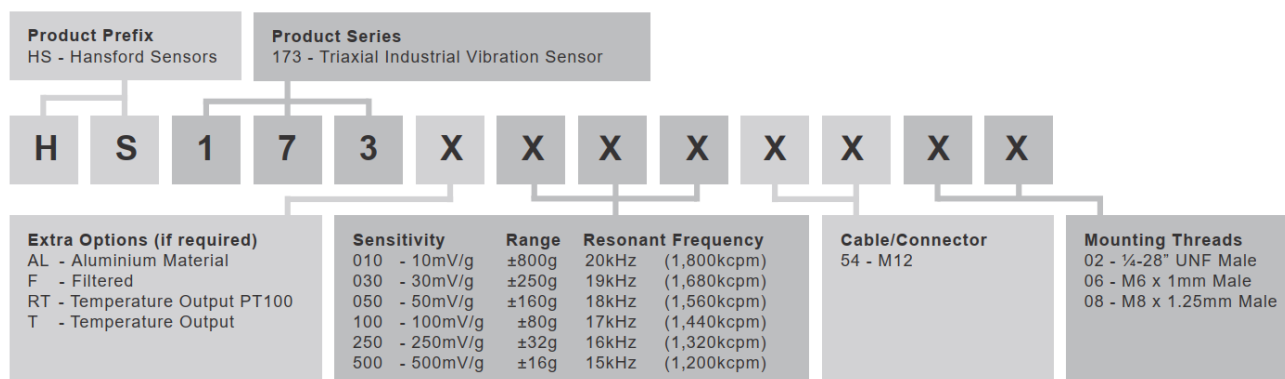 Product Prefix
HS - Hansford Sensors
Product Series
173 - Triaxial Industrial Vibration Sensor
H S 1 7 3 X X X X X X X X
Extra Options (if required)
AL - Aluminium Material
F - Filtered
RT - Temperature Output PT100
T - Temperature Output
Sensitivity Range Resonant Frequency
010 - 10mV/g ±800g 20kHz (1,800kcpm)
030 - 30mV/g ±250g 19kHz (1,680kcpm)
050 - 50mV/g ±160g 18kHz (1,560kcpm)
100 - 100mV/g ±80g 17kHz (1,440kcpm)
250 - 250mV/g ±32g 16kHz (1,320kcpm)
500 - 500mV/g ±16g 15kHz (1,200kcpm)
Cable/Connector
54 - M12
Mounting Threads
02 - ¼-28” UNF Male
06 - M6 x 1mm Male
08 - M8 x 1.25mm Male